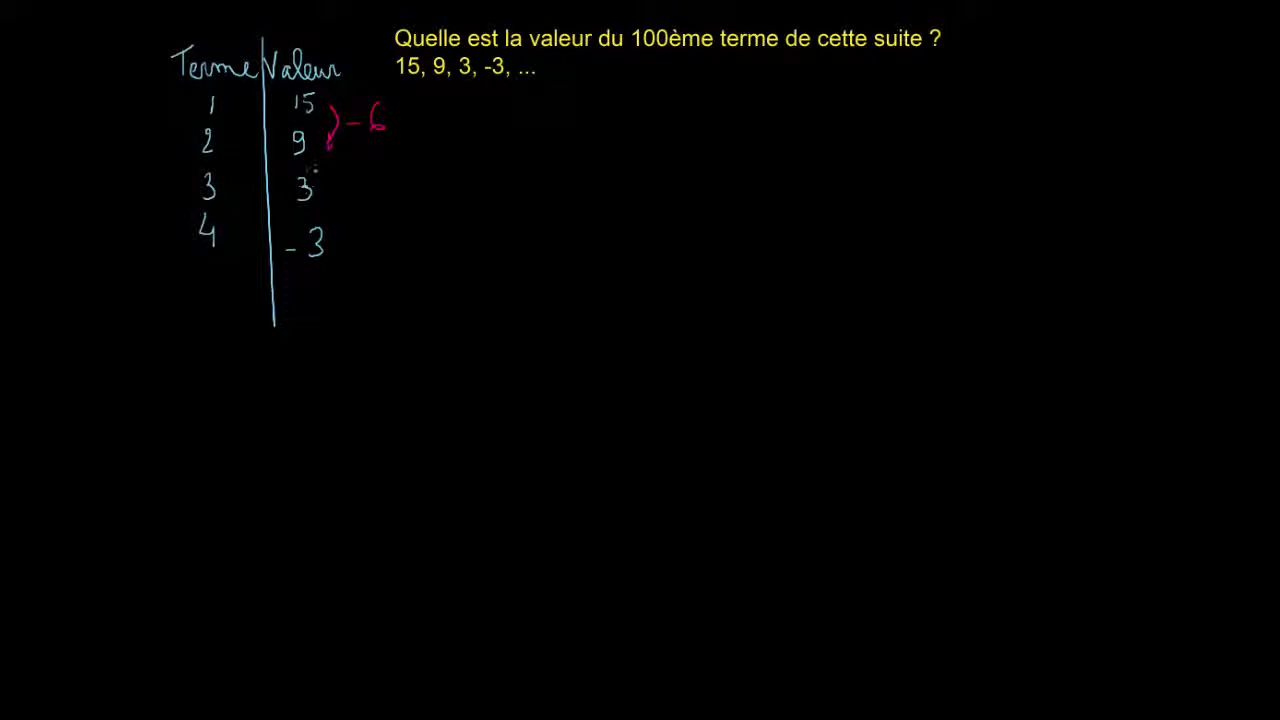 Quelle est la valeur du 100ème terme de cette suite ?
15, 9, 3, -3, ...
Terme Valeur
1 15
- 6
2 9
3 3
4 - 3